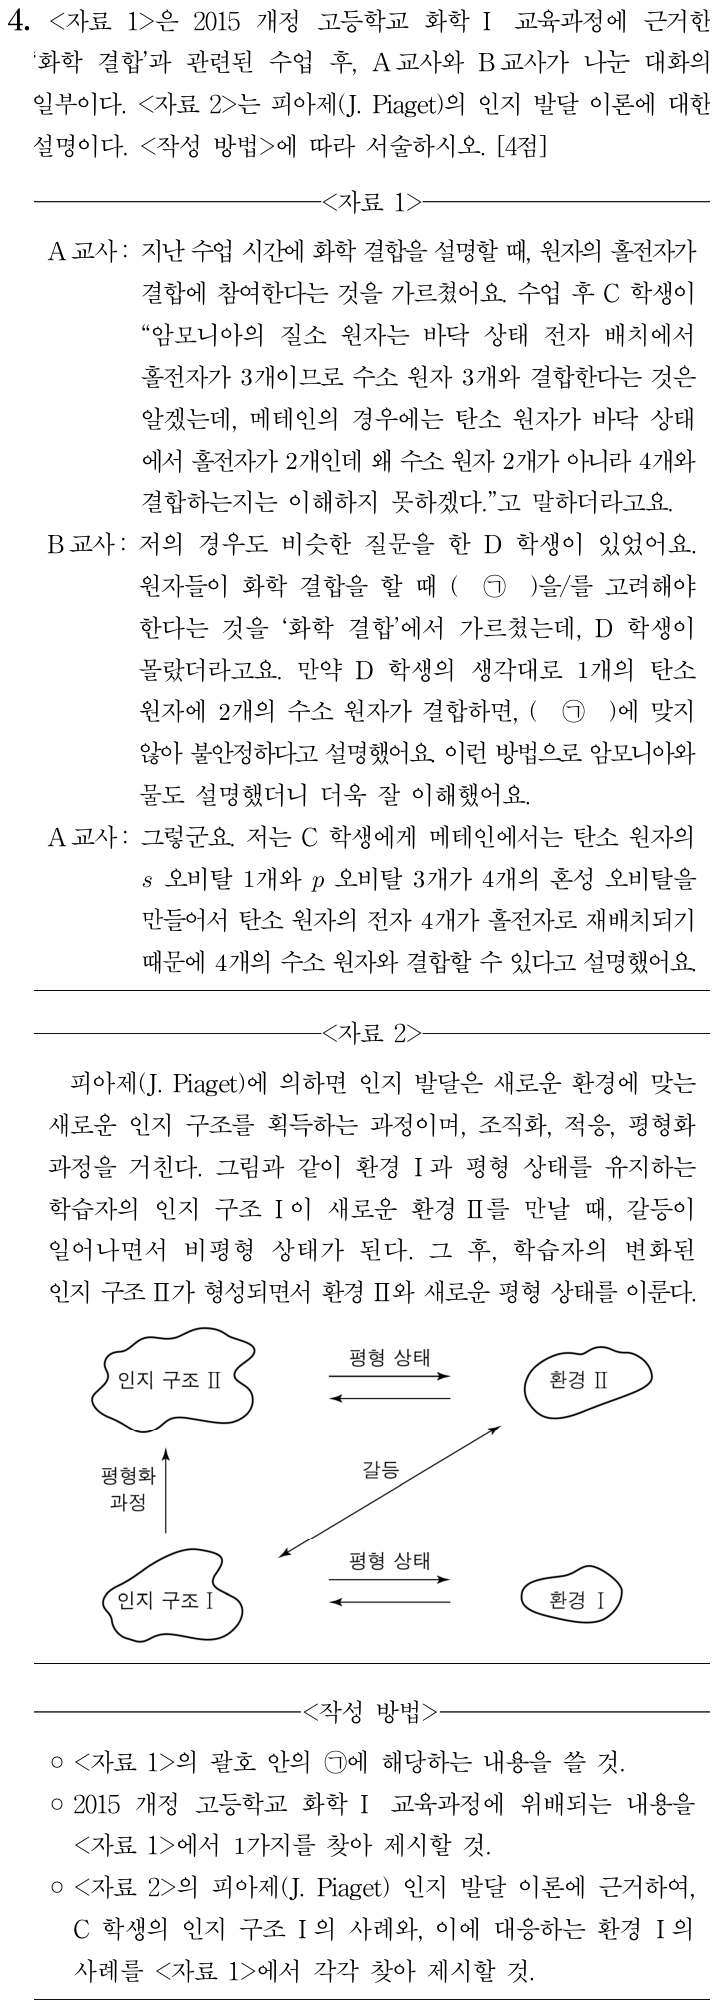 4. <자료 1>은 2015 개정 고등학교 화학Ⅰ 교육과정에 근거한
‘화학 결합’과 관련된 수업 후, A교사와 B교사가 나눈 대화의
일부이다. <자료 2>는 피아제(J. Piaget)의 인지 발달 이론에 대한
설명이다. <작성 방법>에 따라 서술하시오. [4점]
<자료 1>
A교사: 지난 수업 시간에 화학 결합을 설명할 때, 원자의 홀전자가
결합에 참여한다는 것을 가르쳤어요. 수업 후 C 학생이
“암모니아의 질소 원자는 바닥 상태 전자 배치에서
홀전자가 3개이므로 수소 원자 3개와 결합한다는 것은
알겠는데, 메테인의 경우에는 탄소 원자가 바닥 상태
에서 홀전자가 2개인데 왜 수소 원자 2개가 아니라 4개와
결합하는지는 이해하지 못하겠다.”고 말하더라고요.
B교사: 저의 경우도 비슷한 질문을 한 D 학생이 있었어요.
원자들이 화학 결합을 할 때 ( ㉠ )을/를 고려해야
한다는 것을 ‘화학 결합’에서 가르쳤는데, D 학생이
몰랐더라고요. 만약 D 학생의 생각대로 1개의 탄소
원자에 2개의 수소 원자가 결합하면, ( ㉠ )에 맞지
않아 불안정하다고 설명했어요. 이런 방법으로 암모니아와
물도 설명했더니 더욱 잘 이해했어요.
A교사: 그렇군요. 저는 C 학생에게 메테인에서는 탄소 원자의
s 오비탈 1개와 p 오비탈 3개가 4개의 혼성 오비탈을
만들어서 탄소 원자의 전자 4개가 홀전자로 재배치되기
때문에 4개의 수소 원자와 결합할 수 있다고 설명했어요.
<자료 2>
피아제(J. Piaget)에 의하면 인지 발달은 새로운 환경에 맞는
새로운 인지 구조를 획득하는 과정이며, 조직화, 적응, 평형화
과정을 거친다. 그림과 같이 환경 Ⅰ과 평형 상태를 유지하는
학습자의 인지 구조 Ⅰ이 새로운 환경 Ⅱ를 만날 때, 갈등이
일어나면서 비평형 상태가 된다. 그 후, 학습자의 변화된
인지 구조 Ⅱ가 형성되면서 환경 Ⅱ와 새로운 평형 상태를 이룬다.
인지 구조 Ⅱ
평형 상태
환경 Ⅱ
평형화
과정
갈등
인지 구조 Ⅰ
평형 상태
환경 Ⅰ
<작성 방법>
○ <자료 1>의 괄호 안의 ㉠에 해당하는 내용을 쓸 것.
○ 2015 개정 고등학교 화학Ⅰ 교육과정에 위배되는 내용을
<자료 1>에서 1가지를 찾아 제시할 것.
○ <자료 2>의 피아제(J. Piaget) 인지 발달 이론에 근거하여,
C 학생의 인지 구조 Ⅰ의 사례와, 이에 대응하는 환경 Ⅰ의
사례를 <자료 1>에서 각각 찾아 제시할 것.